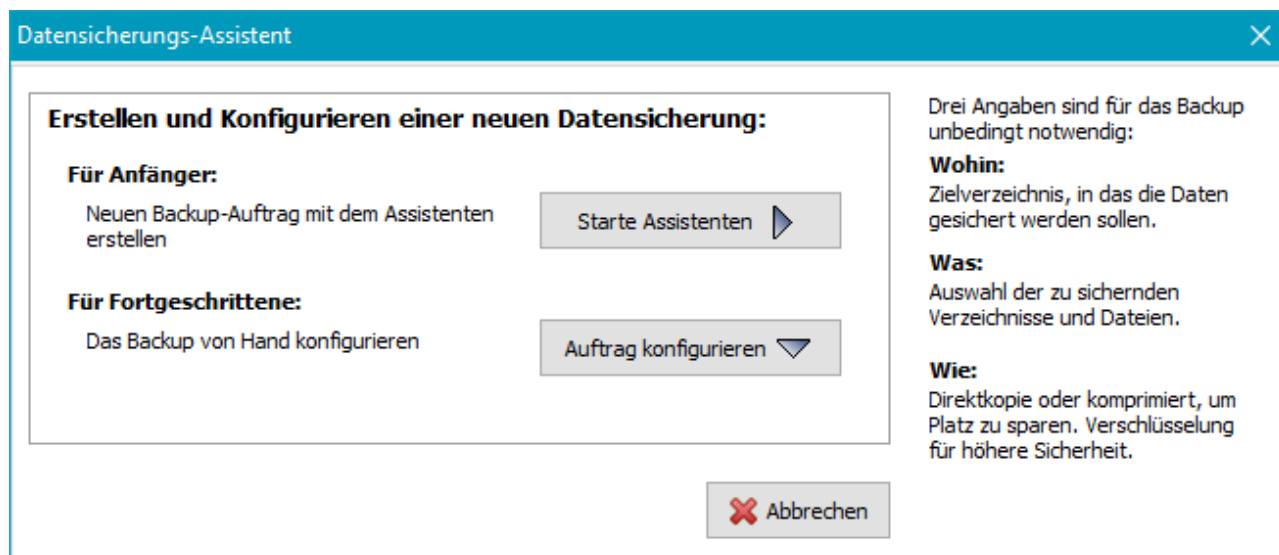 Datensicherungs-Assistent
Erstellen und Konfigurieren einer neuen Datensicherung:
Für Anfänger:
Neuen Backup-Auftrag mit dem Assistenten
erstellen
Starte Assistenten
Für Fortgeschrittene:
Das Backup von Hand konfigurieren
Auftrag konfigurieren
Drei Angaben sind für das Backup
unbedingt notwendig:
Wohin:
Zielverzeichnis, in das die Daten
gesichert werden sollen.
Was:
Auswahl der zu sichernden
Verzeichnisse und Dateien.
Wie:
Direktkopie oder komprimiert, um
Platz zu sparen. Verschlüsselung
für höhere Sicherheit.
Abbrechen